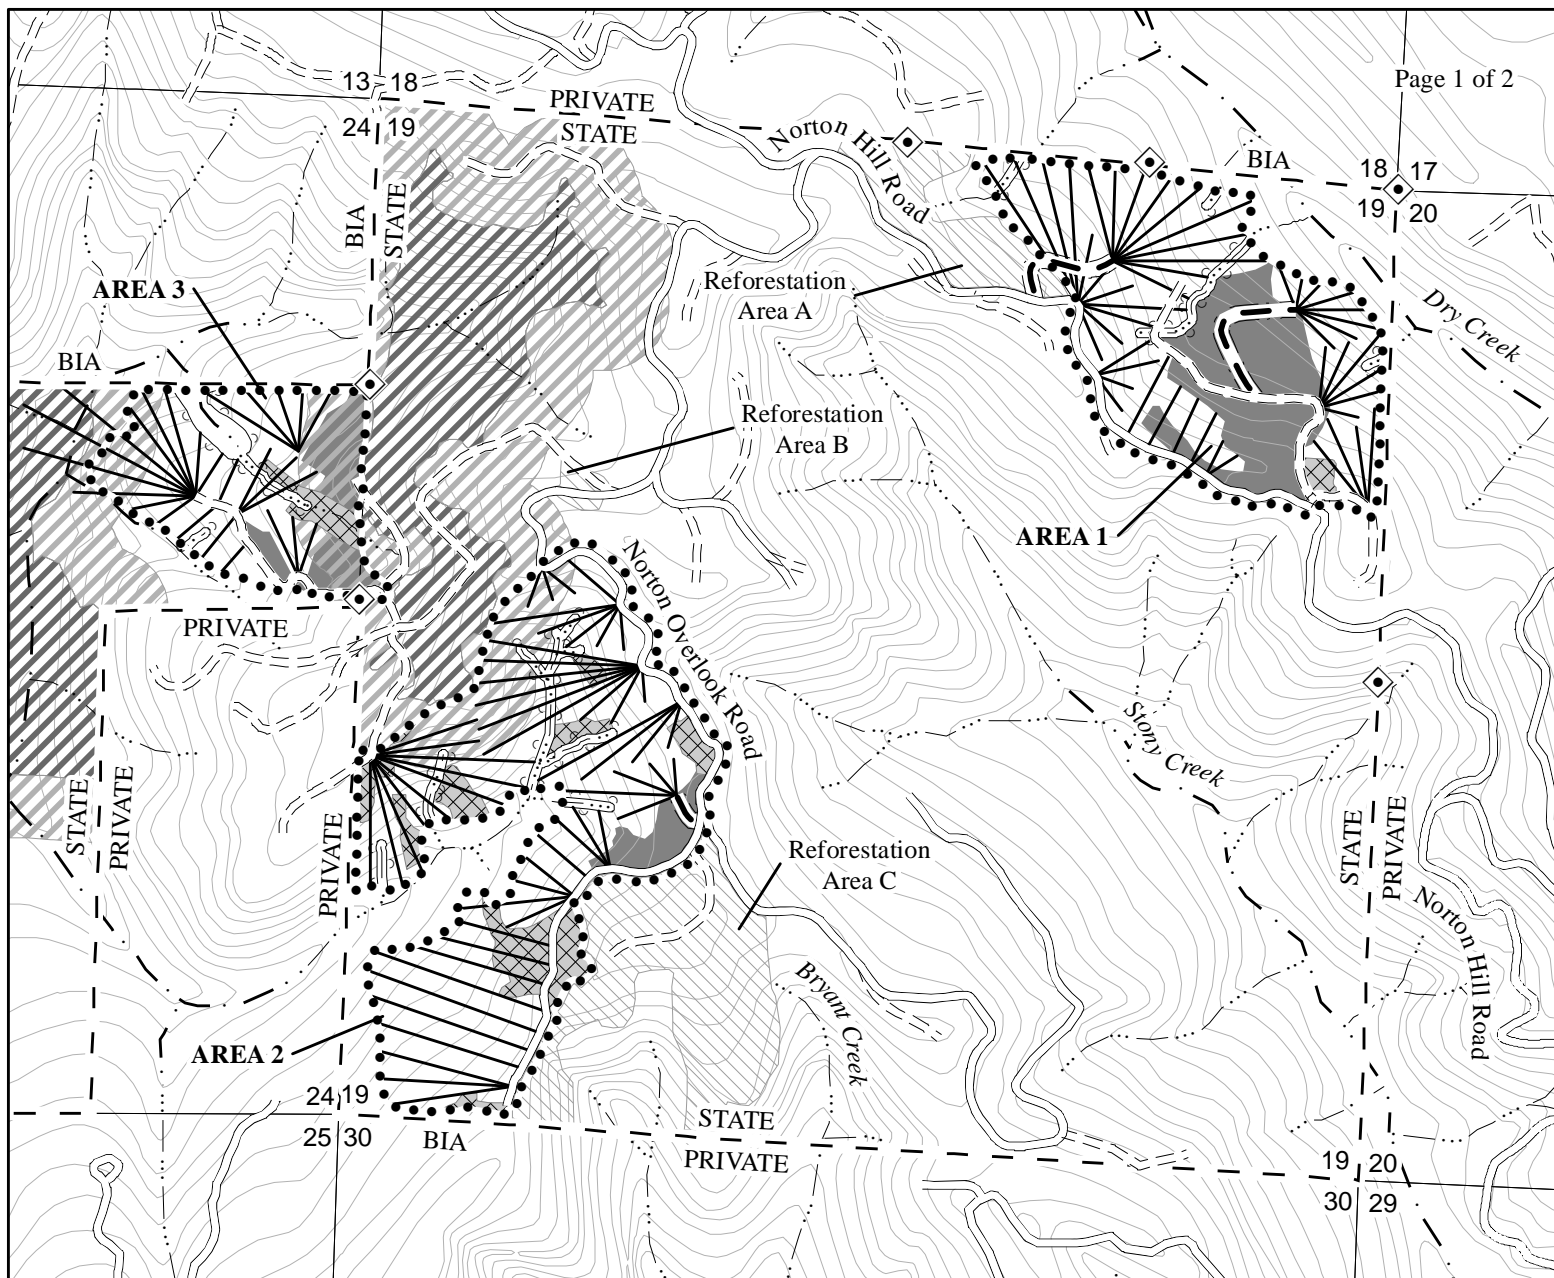 Page 1 of 2
13 18
24 19
PRIVATE
STATE
Norton Hill Road
BIA
18 17
19 20
BIA
STATE
AREA 3
Reforestation
Area A
Dry Creek
BIA
Reforestation
Area B
AREA 1
Norton Overlook Road
PRIVATE
Stony Creek
STATE
PRIVATE
PRIVATE
STATE
PRIVATE
Reforestation
Area C
Norton Hill Road
Bryant Creek
AREA 2
24 19
25 30
BIA
STATE
PRIVATE
19 20
30 29